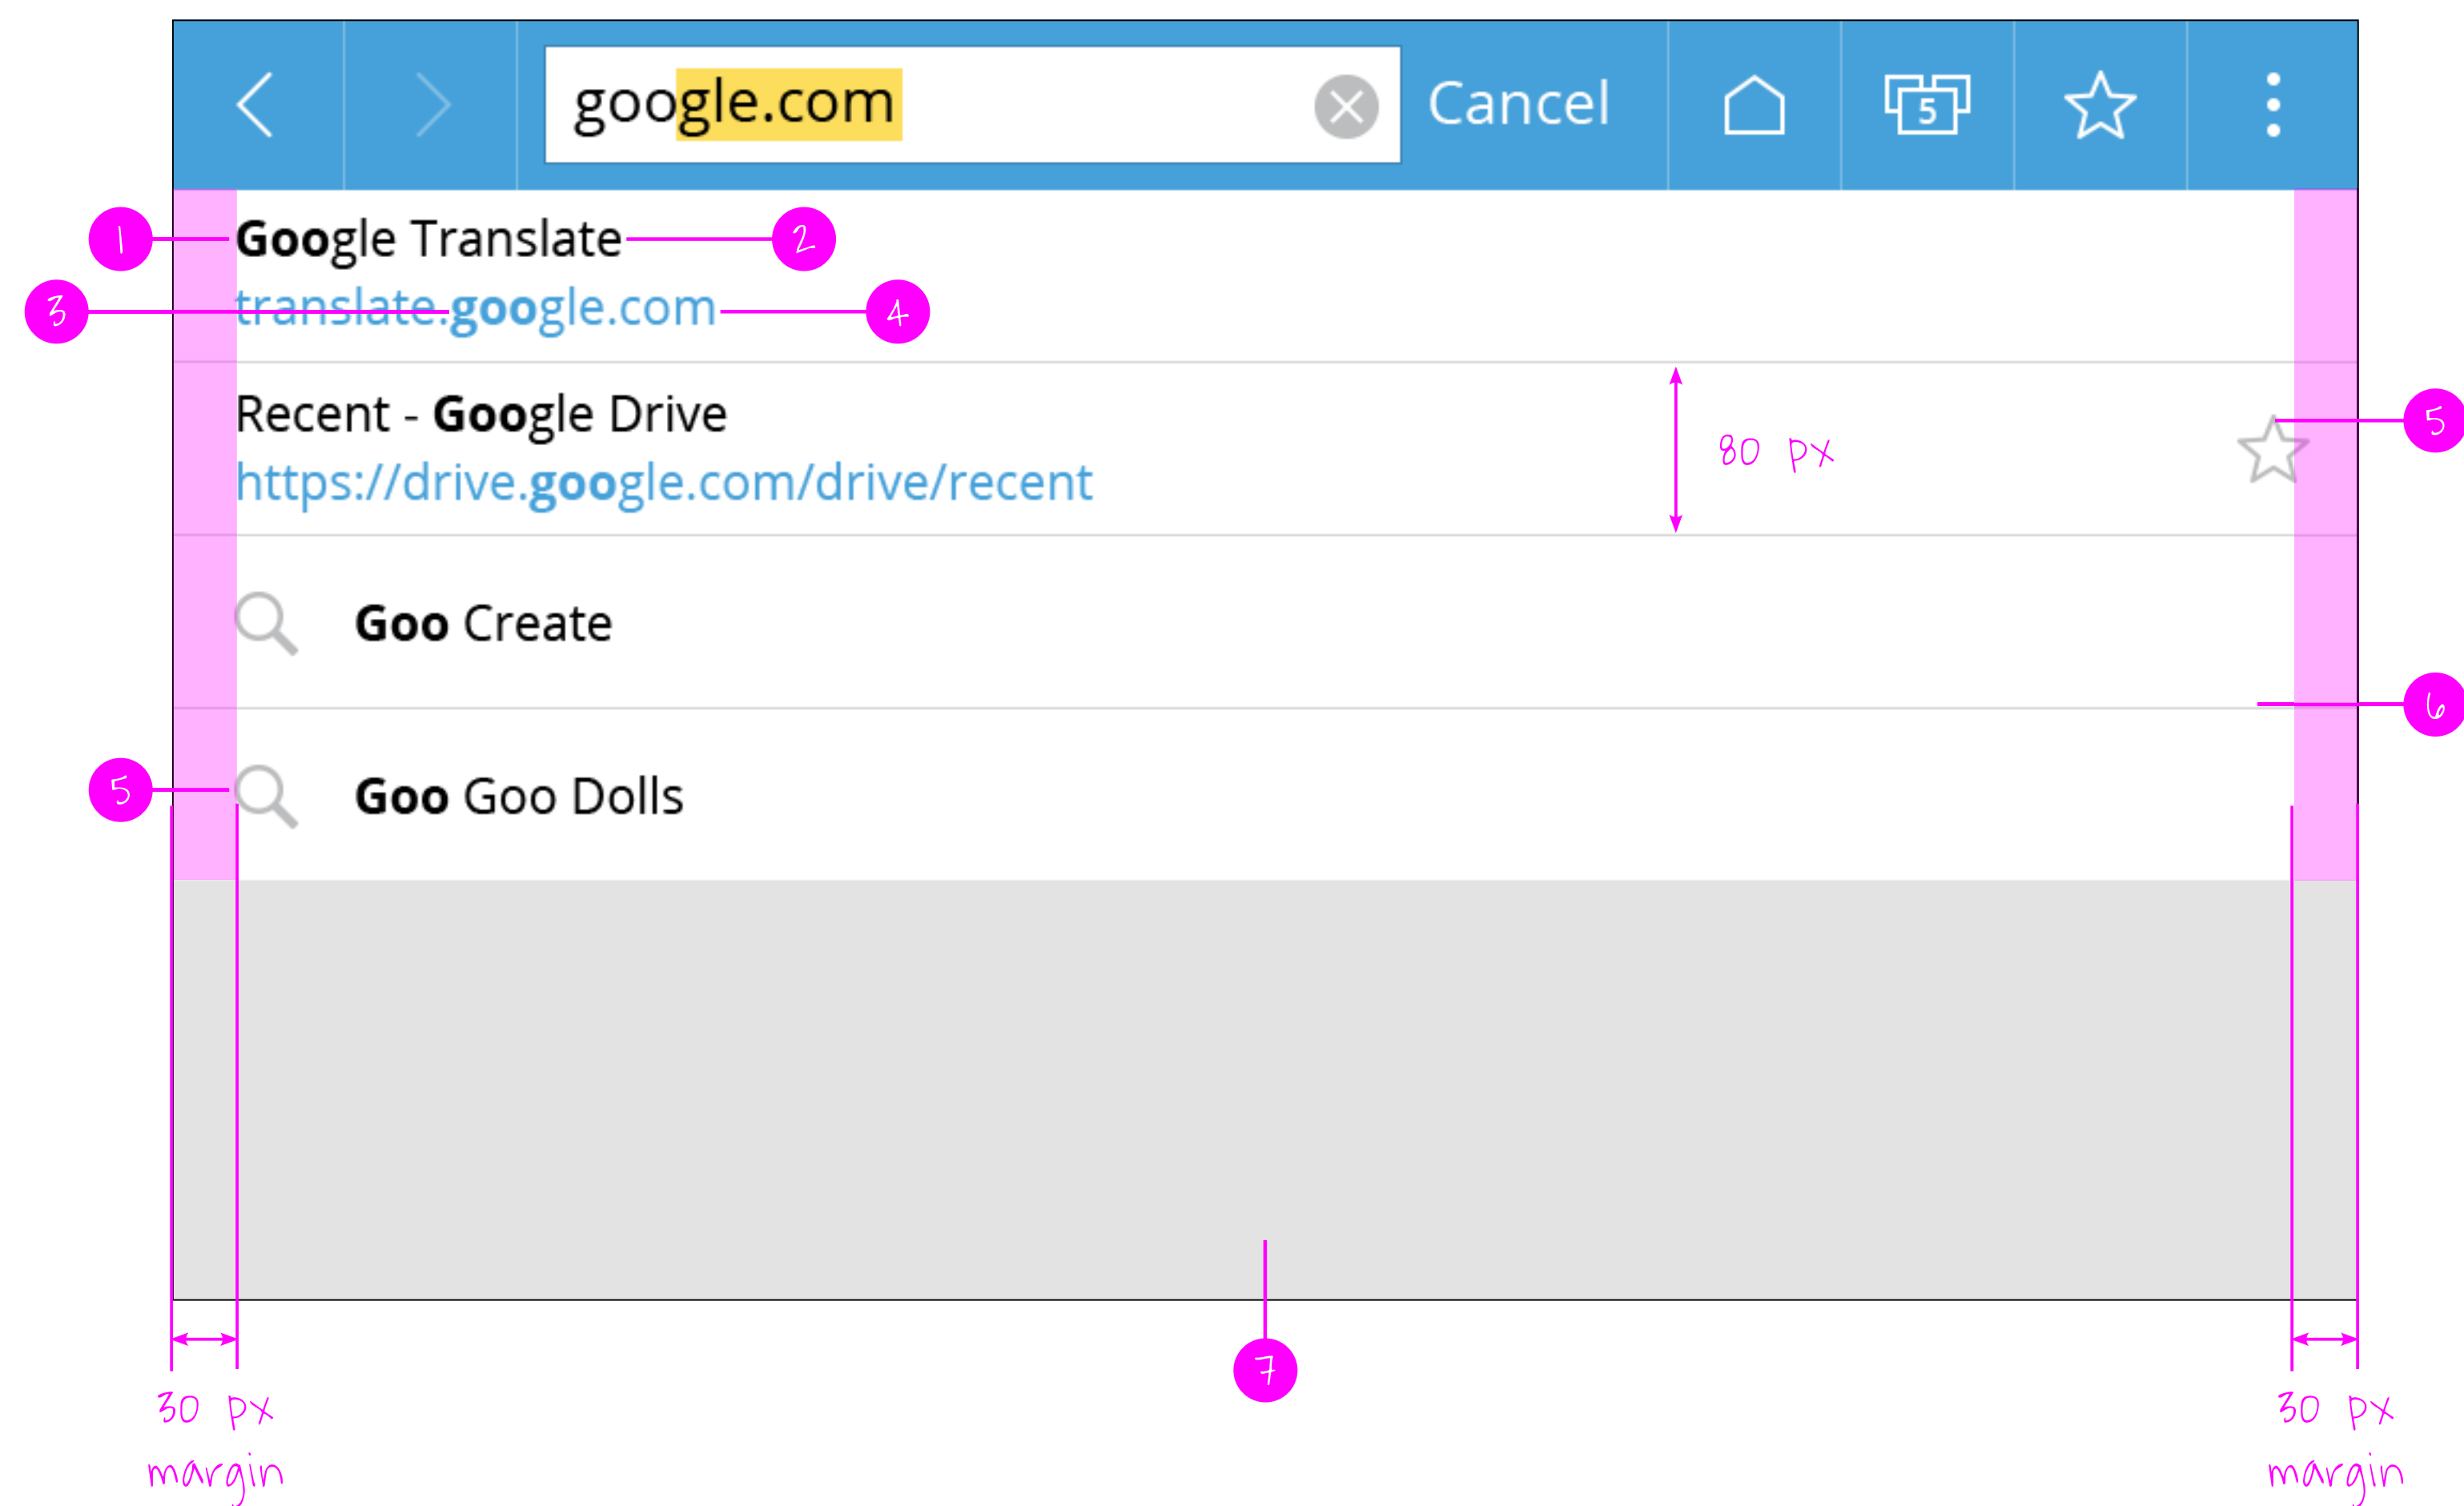 google.com Cancel 5
1 Google Translate 2
3 translate.google.com 4
Recent - Google Drive
5
80 px
https://drive.google.com/drive/recent
Goo Create
6
5 Goo Goo Dolls
7
30 px 30 px
margin margin